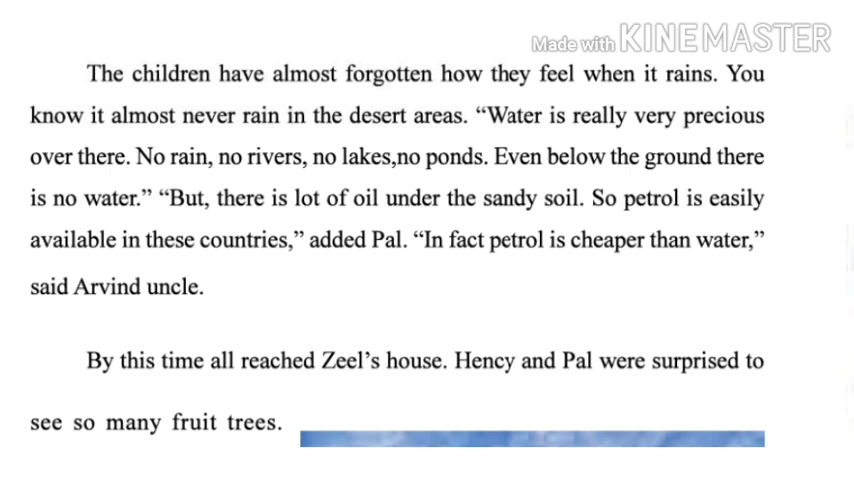 Made with KINEMASTER
The children have almost forgotten how they feel when it rains. You
know it almost never rain in the desert areas. “Water is really very precious
over there. No rain, no rivers, no lakes,no ponds. Even below the ground there
is no water.” “But, there is lot of oil under the sandy soil. So petrol is easily
available in these countries,” added Pal. “In fact petrol is cheaper than water,”
said Arvind uncle.
By this time all reached Zeel’s house. Hency and Pal were surprised to
see so many fruit trees.